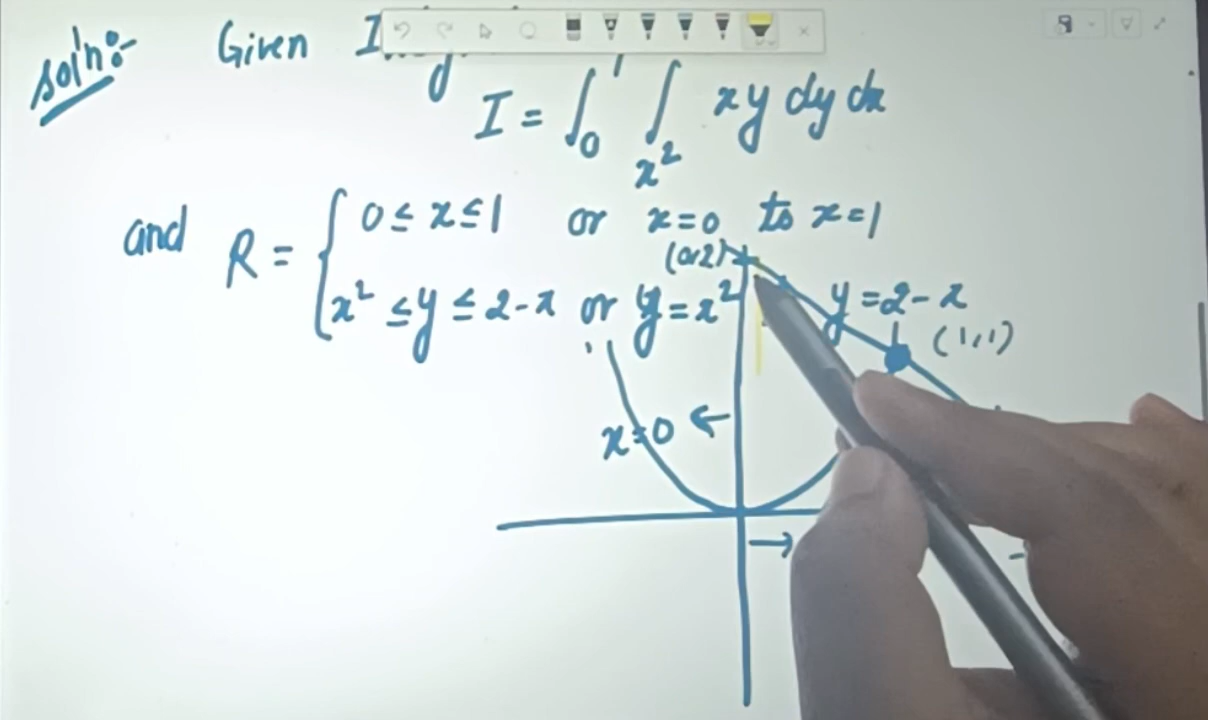 Soln:- Given
I = ∫₀¹ ∫ₓ² xy dy dx
and R = { 0 ≤ x ≤ 1 or x=0 to x=1
x² ≤ y ≤ 2-x or y = x² y = 2-x
(0,2)
(1,1)
x=0